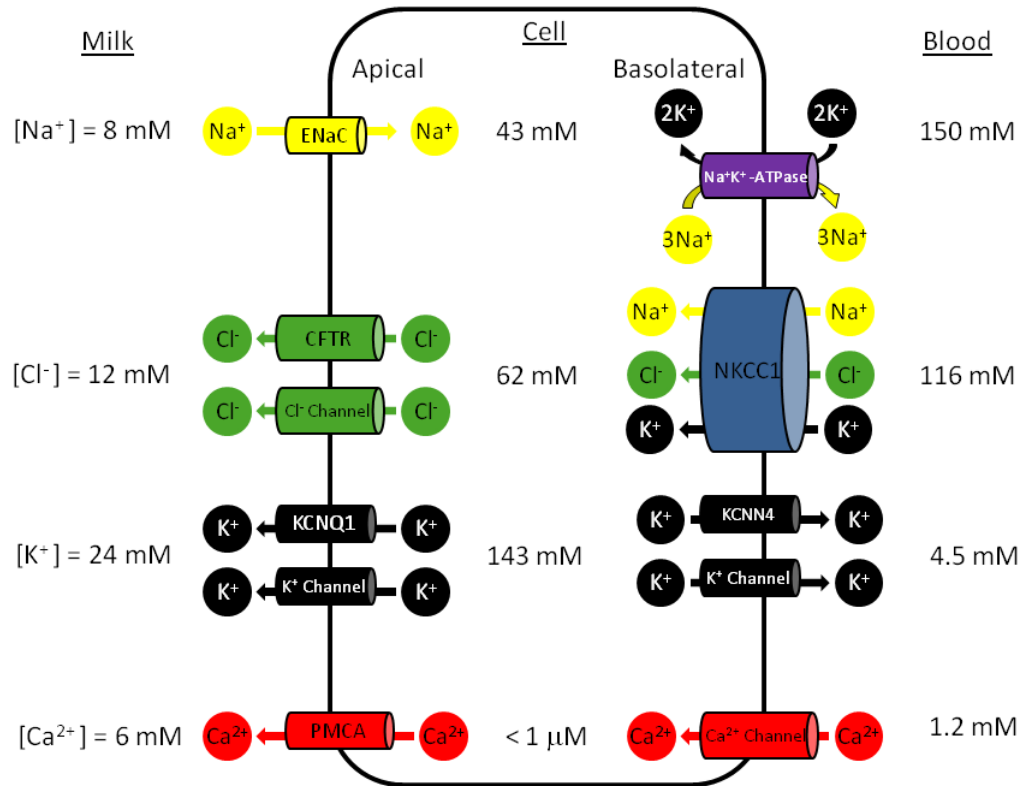 Milk
Cell
Blood
Apical
Basolateral
[Na⁺] = 8 mM
Na⁺
ENaC
Na⁺
43 mM
2K⁺
2K⁺
150 mM
Na⁺K⁺-ATPase
3Na⁺
3Na⁺
Na⁺
Na⁺
Cl⁻
CFTR
Cl⁻
[Cl⁻] = 12 mM
62 mM
Cl⁻
NKCC1
Cl⁻
116 mM
Cl⁻
Cl⁻ Channel
Cl⁻
K⁺
K⁺
K⁺
KCNQ1
K⁺
K⁺
KCNN4
K⁺
[K⁺] = 24 mM
143 mM
4.5 mM
K⁺
K⁺ Channel
K⁺
K⁺
K⁺ Channel
K⁺
[Ca²⁺] = 6 mM
Ca²⁺
PMCA
Ca²⁺
< 1 μM
Ca²⁺
Ca²⁺ Channel
Ca²⁺
1.2 mM